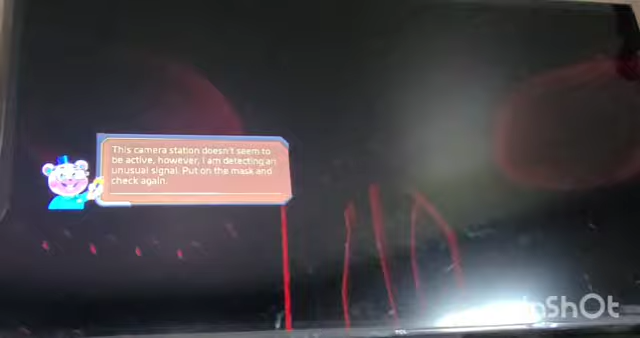 This camera station doesn't seem to
be active, however, I am detecting an
unusual signal. Put on the mask and
check again.
InShOt